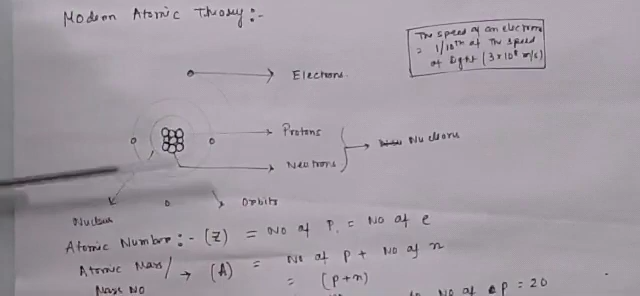 Modern Atomic Theory:-
The speed of an electron
= 1/10th of the speed
of light (3x10⁸ m/s)
Electrons.
Protons
Nucleons
Neutrons
Orbits
Nucleus
Atomic Number:- (Z) = No of P. = No of e
Atomic Mass/ → (A) = No of P + No of n
Mass No = (p+n)
No of p = 20